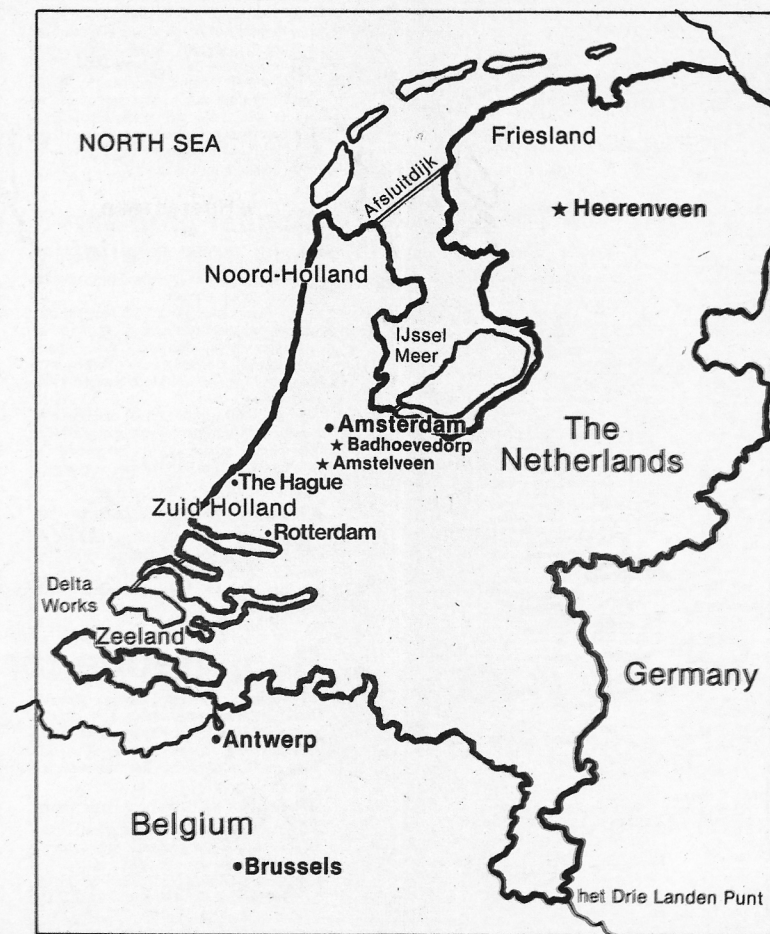 NORTH SEA
Friesland
Afsluitdijk
★ Heerenveen
Noord-Holland
IJssel
Meer
•Amsterdam
★ Badhoevedorp
★ Amstelveen
The
Netherlands
•The Hague
Zuid Holland
•Rotterdam
Delta
Works
Zeeland
Germany
•Antwerp
Belgium
•Brussels
het Drie Landen Punt